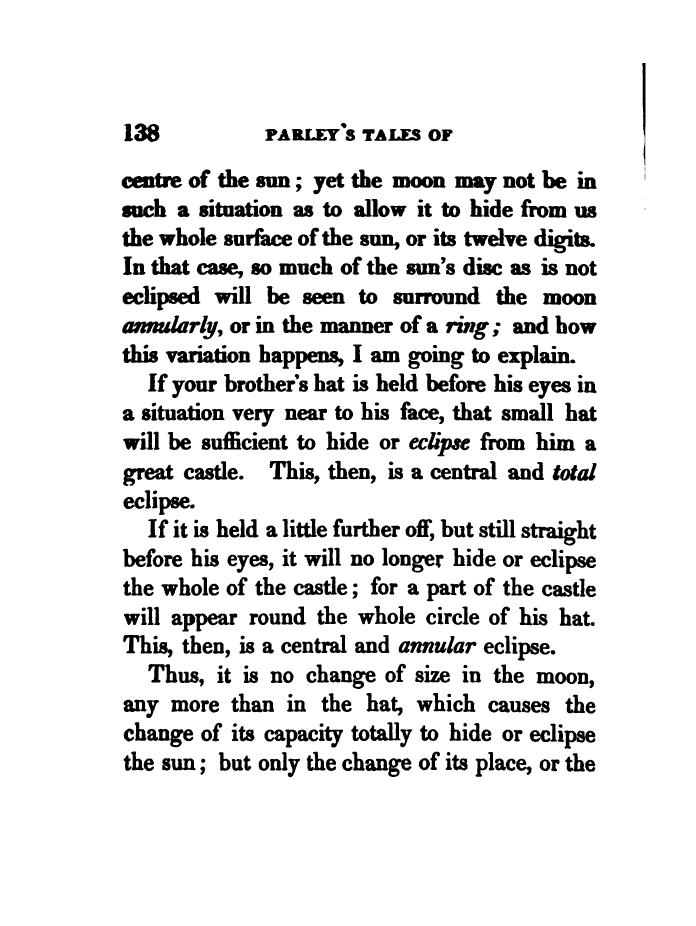 138 PARLEY'S TALES OF
centre of the sun; yet the moon may not be in
such a situation as to allow it to hide from us
the whole surface of the sun, or its twelve digits.
In that case, so much of the sun's disc as is not
eclipsed will be seen to surround the moon
annularly, or in the manner of a ring; and how
this variation happens, I am going to explain.
If your brother's hat is held before his eyes in
a situation very near to his face, that small hat
will be sufficient to hide or eclipse from him a
great castle. This, then, is a central and total
eclipse.
If it is held a little further off, but still straight
before his eyes, it will no longer hide or eclipse
the whole of the castle; for a part of the castle
will appear round the whole circle of his hat.
This, then, is a central and annular eclipse.
Thus, it is no change of size in the moon,
any more than in the hat, which causes the
change of its capacity totally to hide or eclipse
the sun; but only the change of its place, or the